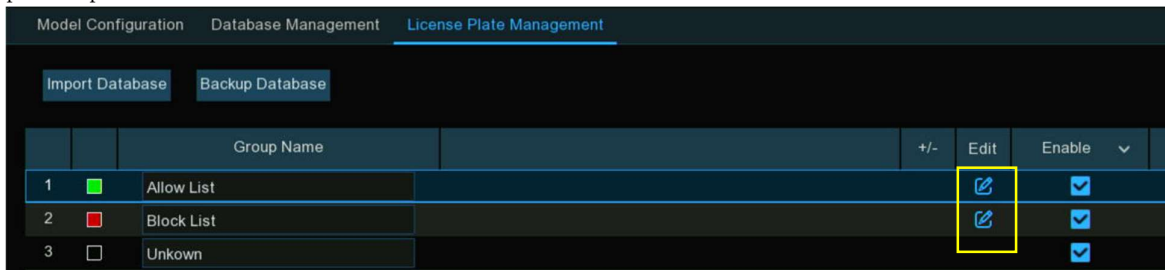 Model Configuration Database Management License Plate Management
Import Database Backup Database
Group Name +/- Edit Enable
1 Allow List
2 Block List
3 Unkown